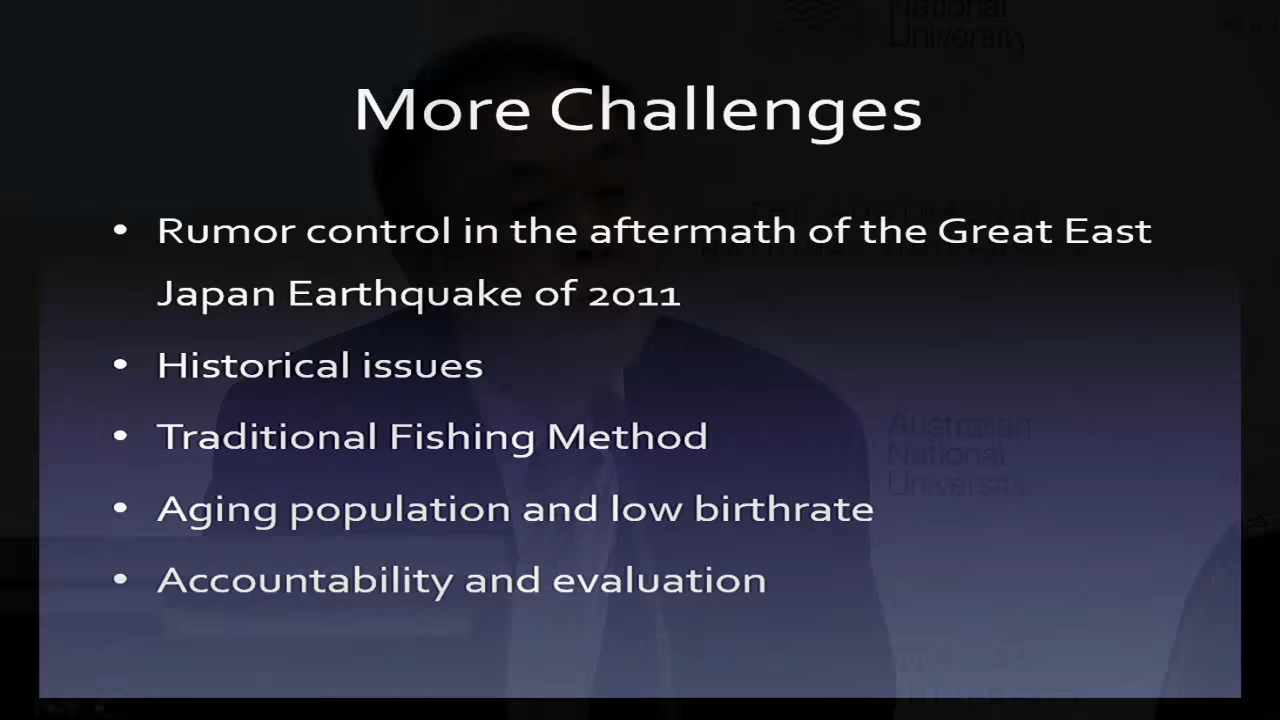 National
University
More Challenges
• Rumor control in the aftermath of the Great East
Japan Earthquake of 2011
• Historical issues
• Traditional Fishing Method
Australian
National
University
• Aging population and low birthrate
• Accountability and evaluation